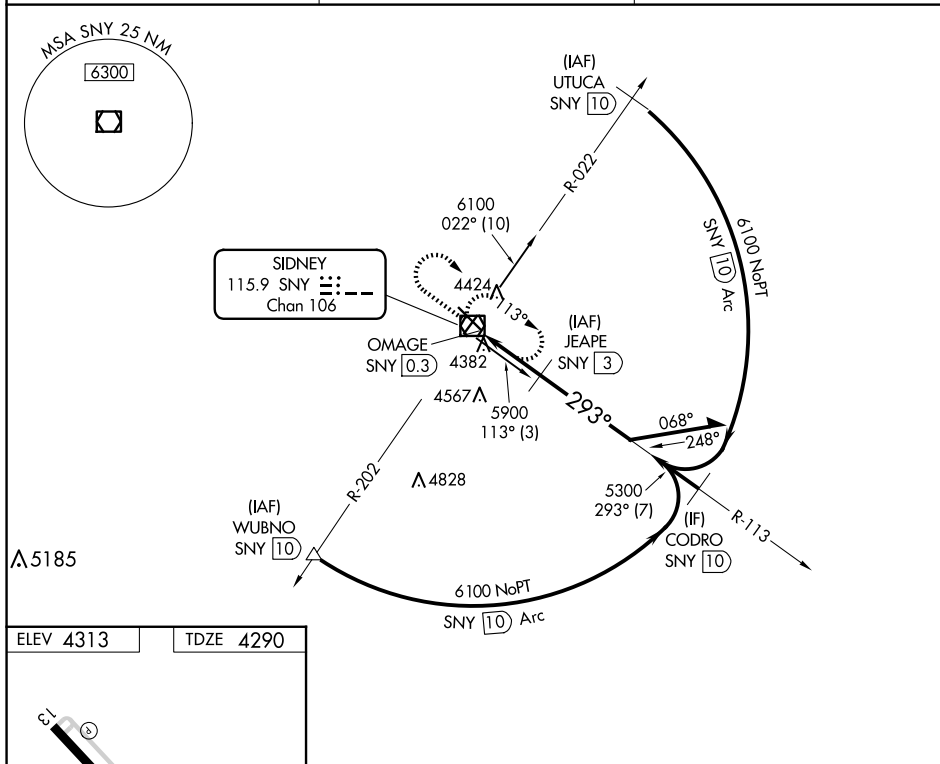 MSA SNY 25 NM
6300
(IAF)
UTUCA
SNY 10
R-022
6100
022° (10)
6100 NoPT
SNY 10 Arc
SIDNEY
115.9 SNY
Chan 106
4424
113°
(IAF)
JEAPE
SNY 3
OMAGE
SNY 0.3
4382
4567
5900
113° (3)
293°
068°
248°
R-202
4828
5300
293° (7)
(IF)
CODRO
SNY 10
R-113
(IAF)
WUBNO
SNY 10
5185
6100 NoPT
SNY 10 Arc
ELEV 4313
TDZE 4290
13
P